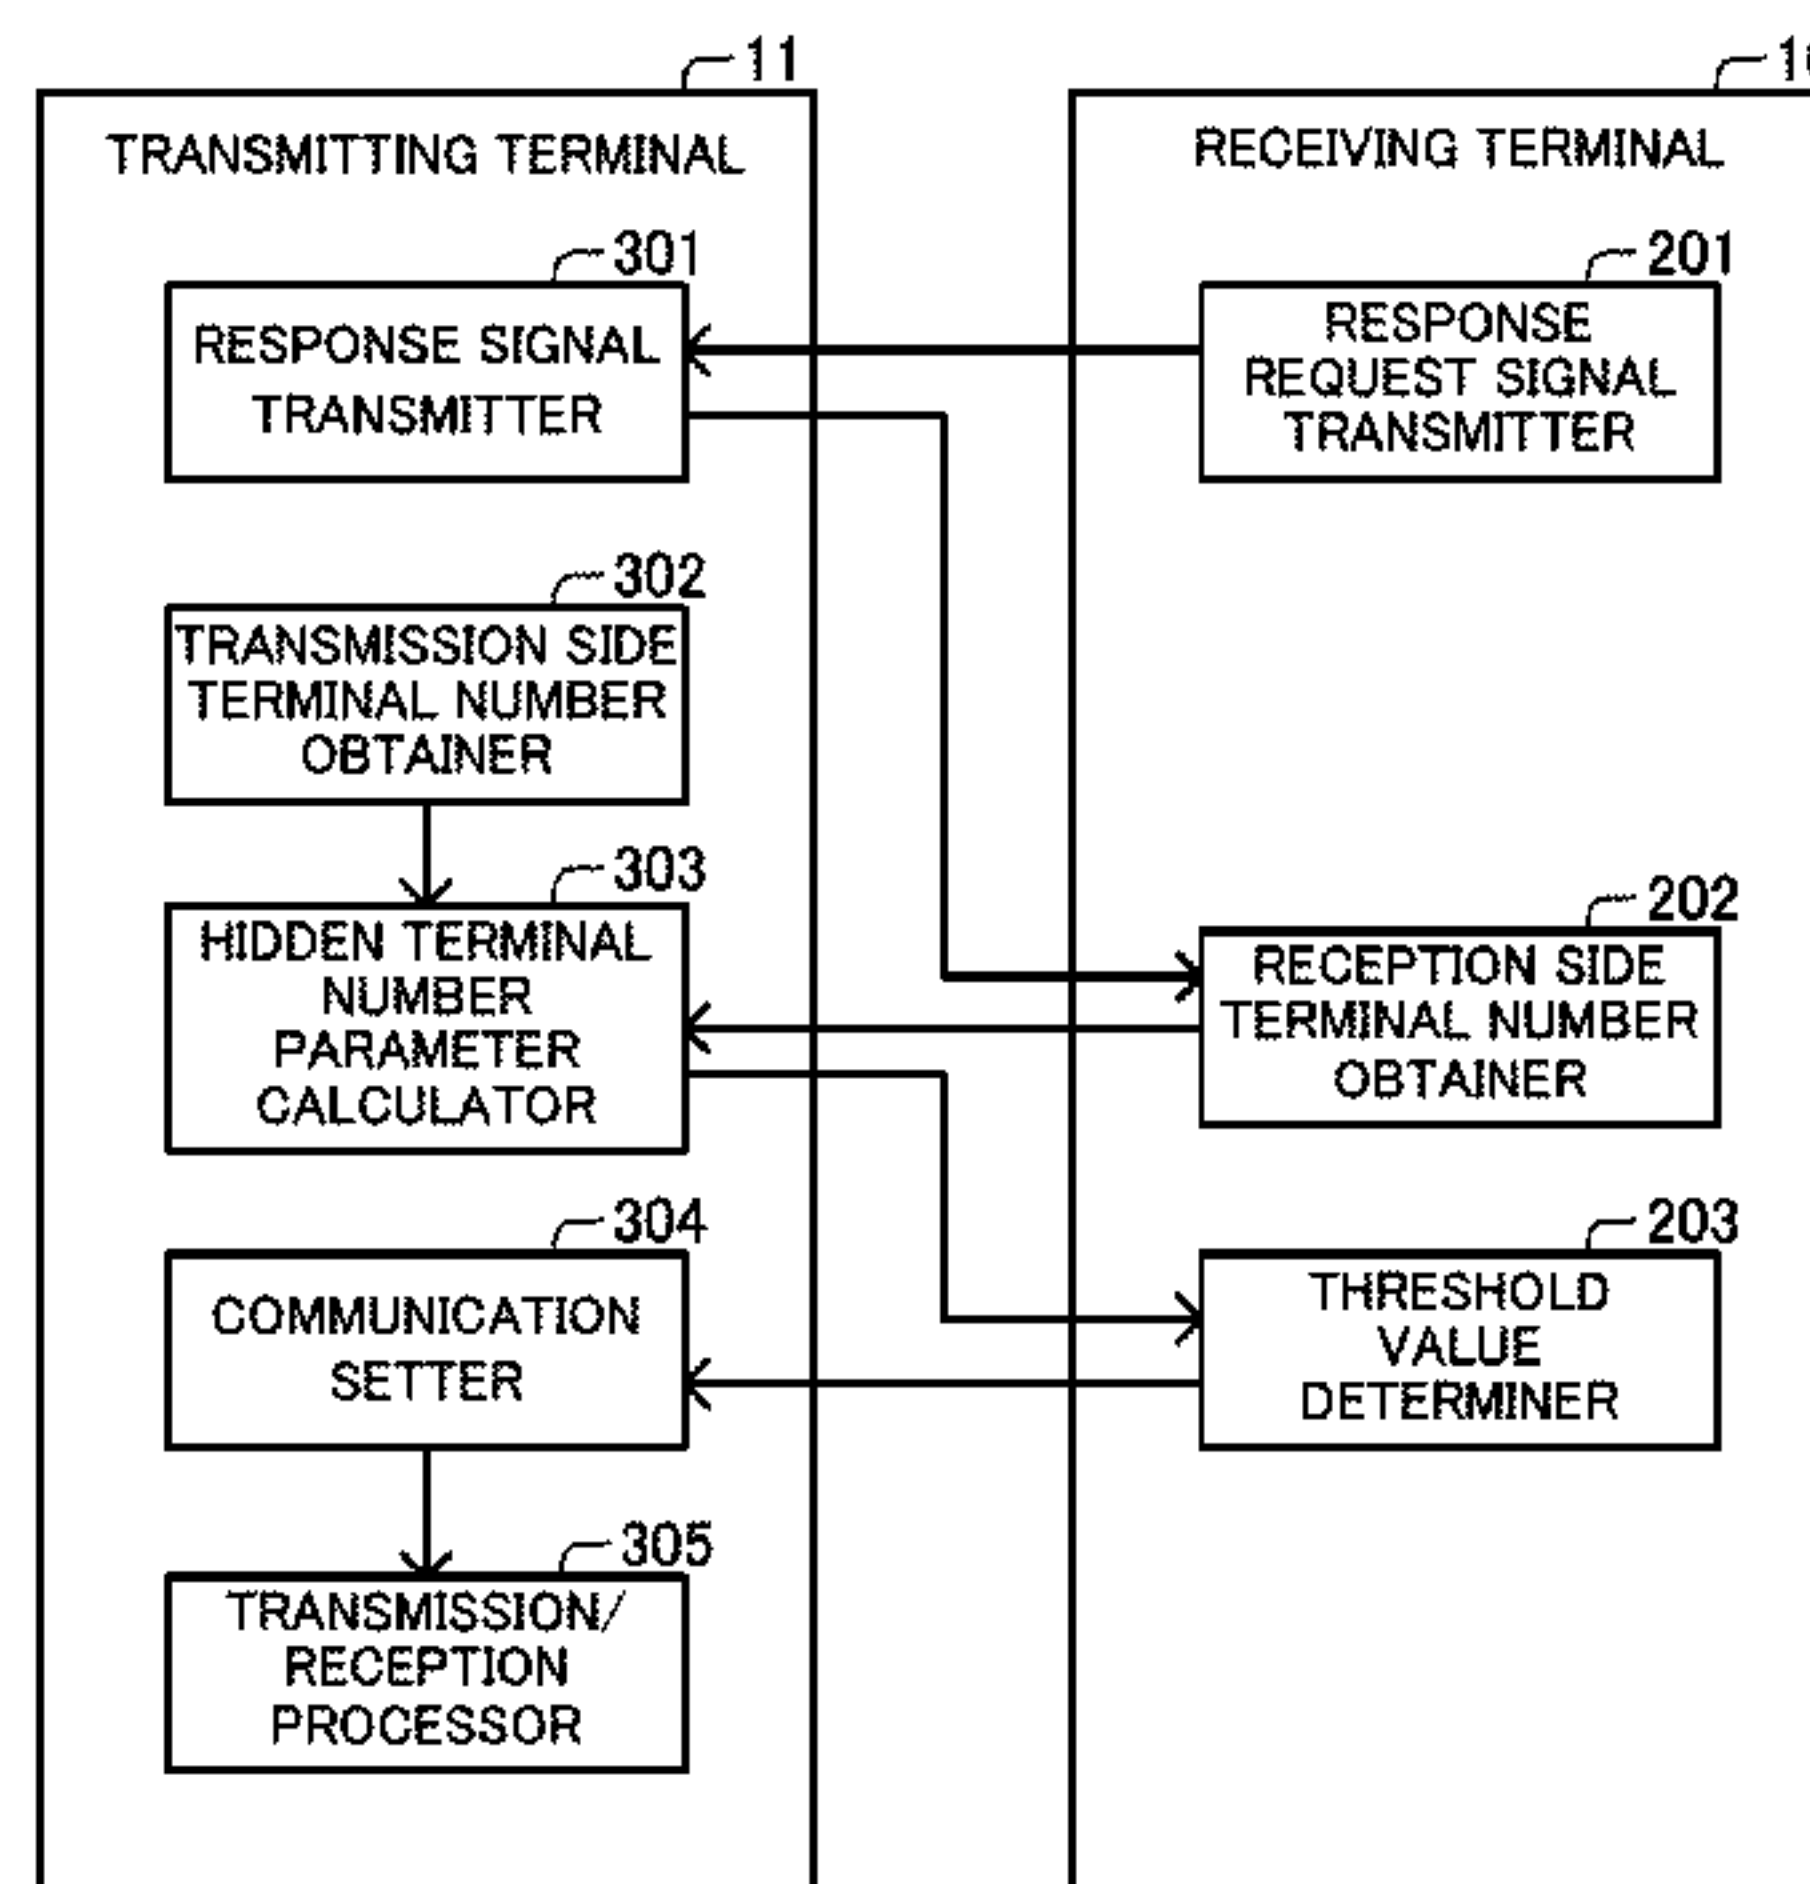 11
TRANSMITTING TERMINAL
301
RESPONSE SIGNAL
TRANSMITTER
302
TRANSMISSION SIDE
TERMINAL NUMBER
OBTAINER
303
HIDDEN TERMINAL
NUMBER
PARAMETER
CALCULATOR
304
COMMUNICATION
SETTER
305
TRANSMISSION/
RECEPTION
PROCESSOR
RECEIVING TERMINAL
201
RESPONSE
REQUEST SIGNAL
TRANSMITTER
202
RECEPTION SIDE
TERMINAL NUMBER
OBTAINER
203
THRESHOLD
VALUE
DETERMINER